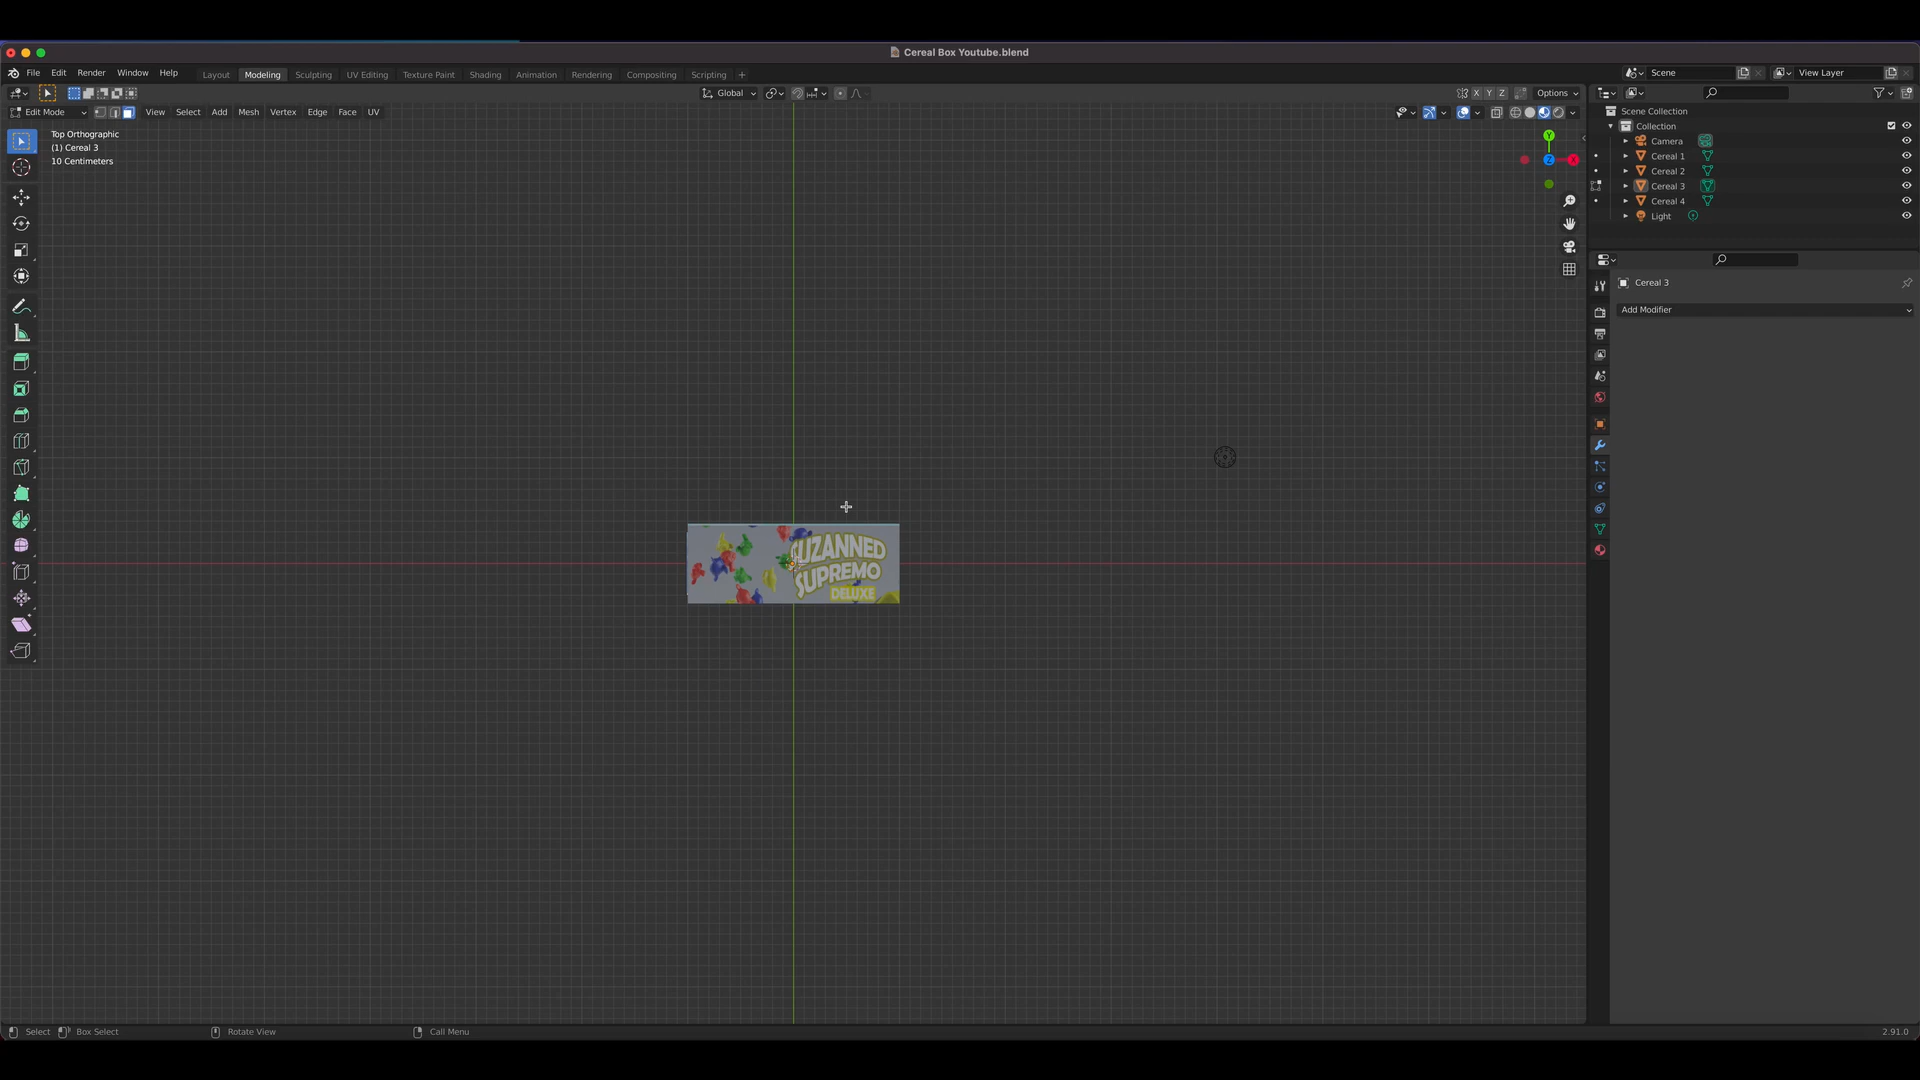 Cereal Box Youtube.blend
File Edit Render Window Help Layout Modeling Sculpting UV Editing Texture Paint Shading Animation Rendering Compositing Scripting + Scene View Layer
Global X Y Z Options
Edit Mode View Select Add Mesh Vertex Edge Face UV
Top Orthographic
(1) Cereal 3
10 Centimeters
Y
Z X
SUZANNED
SUPREMO
DELUXE
Scene Collection
Collection
Camera
Cereal 1
Cereal 2
Cereal 3
Cereal 4
Light
Cereal 3
Add Modifier
Select Box Select Rotate View Call Menu 2.91.0